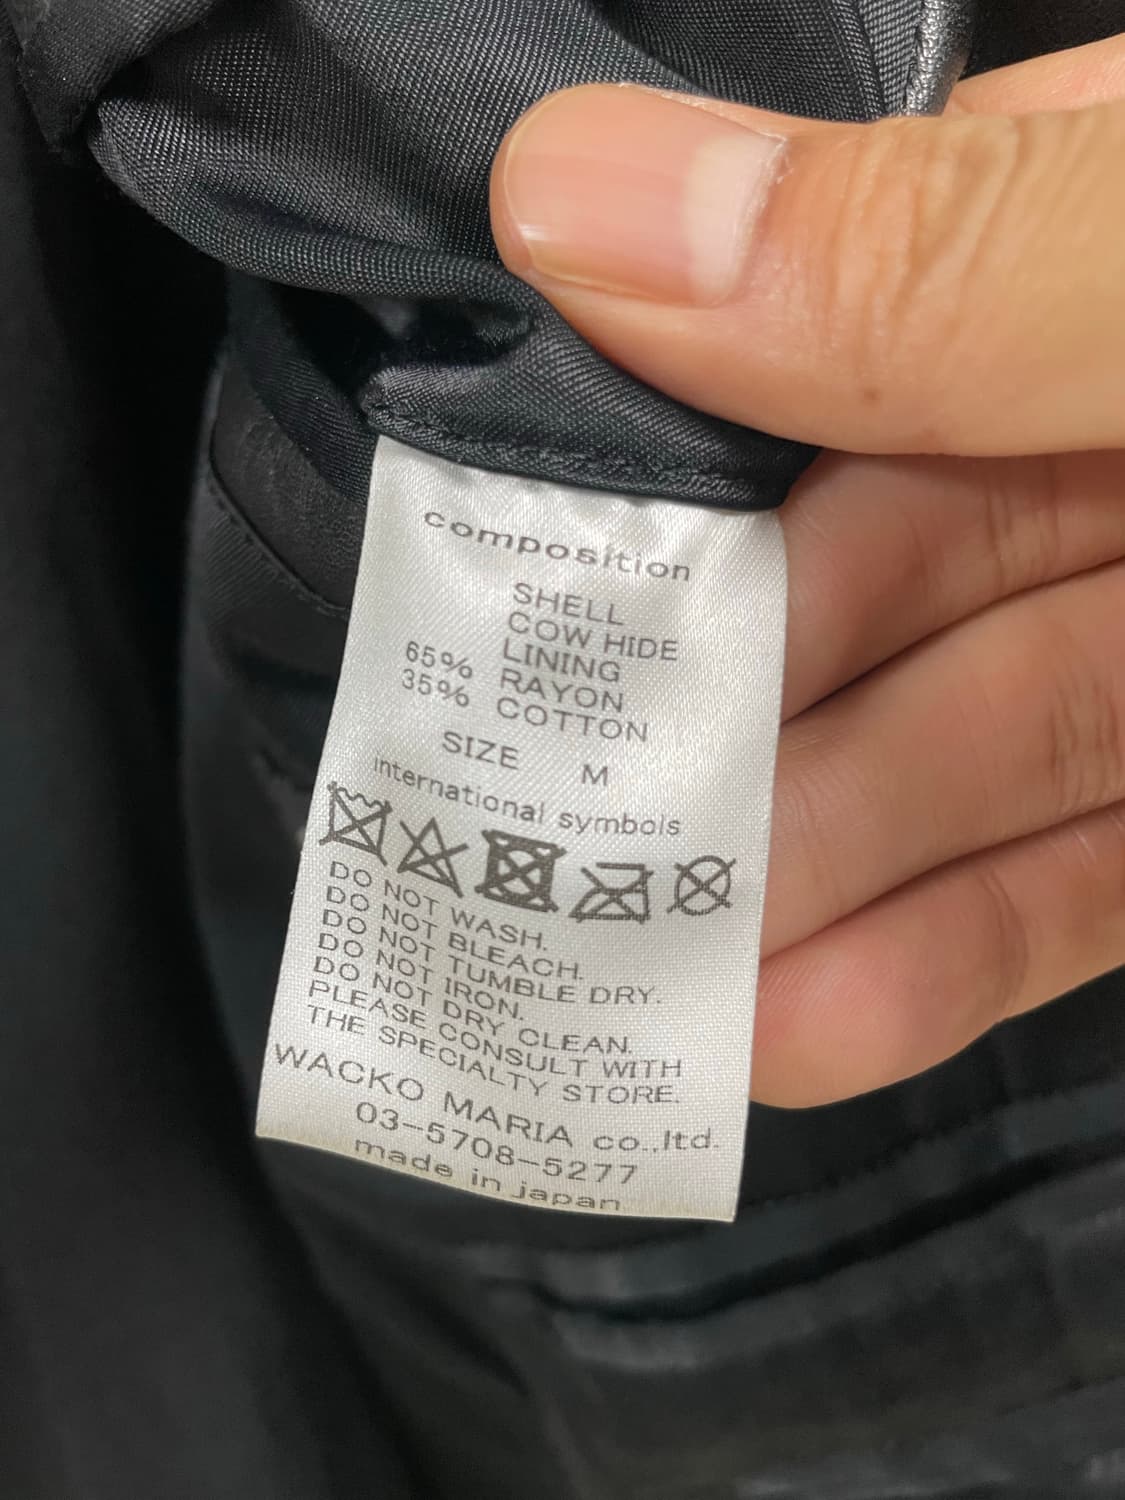 composition
SHELL
COW HIDE
LINING
65% RAYON
35% COTTON
SIZE M
international symbols
DO NOT WASH.
DO NOT BLEACH.
DO NOT TUMBLE DRY.
DO NOT IRON.
DO NOT DRY CLEAN.
PLEASE CONSULT WITH
THE SPECIALTY STORE.
WACKO MARIA co.,ltd.
03-5708-5277
made in japan